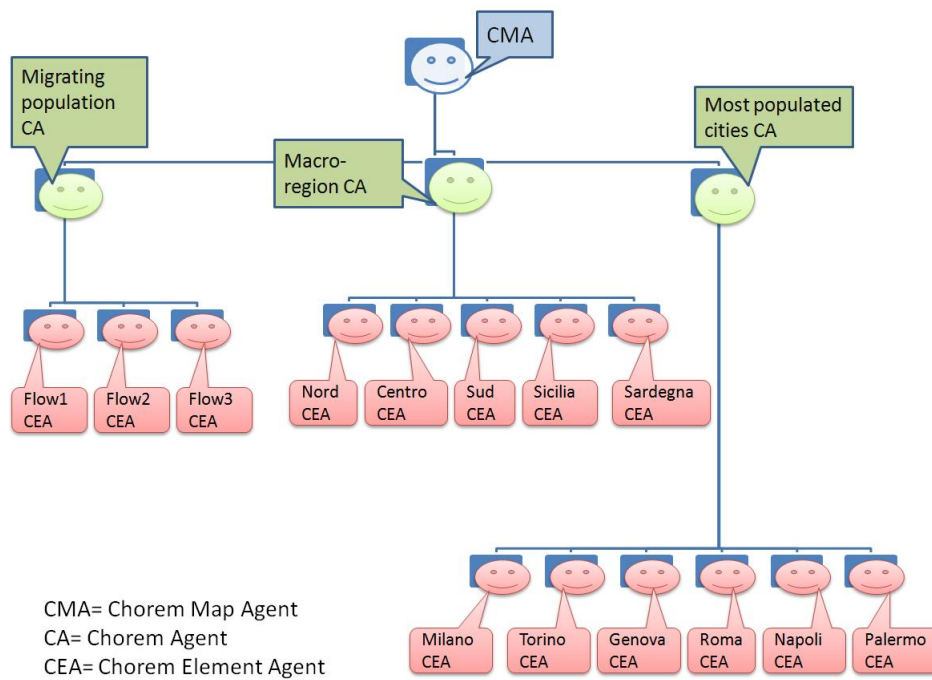 CMA
Migrating
population
CA
Macro-
region CA
Most populated
cities CA
Flow1
CEA
Flow2
CEA
Flow3
CEA
Nord
CEA
Centro
CEA
Sud
CEA
Sicilia
CEA
Sardegna
CEA
Milano
CEA
Torino
CEA
Genova
CEA
Roma
CEA
Napoli
CEA
Palermo
CEA
CMA= Chorem Map Agent
CA= Chorem Agent
CEA= Chorem Element Agent